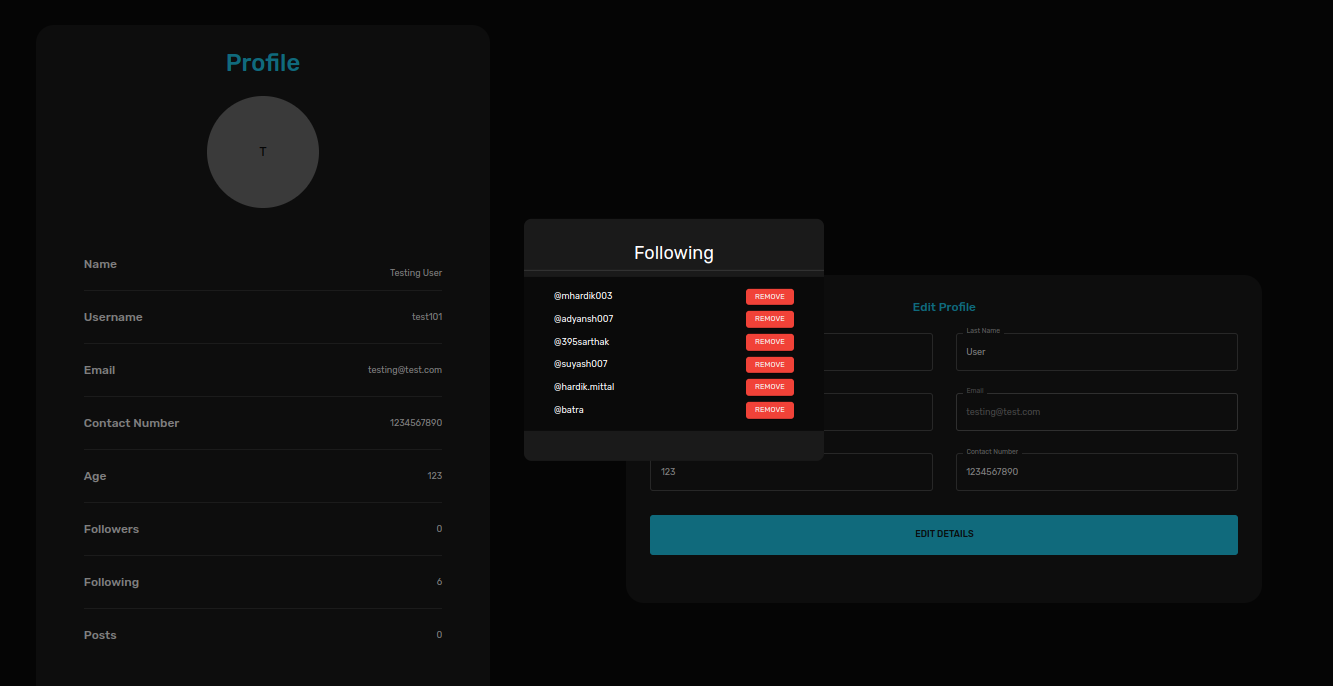 Profile
T
Name
Testing User
Username test101
Email testing@test.com
Contact Number 1234567890
Age 123
Followers 0
Following 6
Posts 0
Following
@mhardik003 REMOVE
@adyansh007 REMOVE
@395sarthak REMOVE
@suyash007 REMOVE
@hardik.mittal REMOVE
@batra REMOVE
Edit Profile
Last Name
User
Email
testing@test.com
Contact Number
123 1234567890
EDIT DETAILS